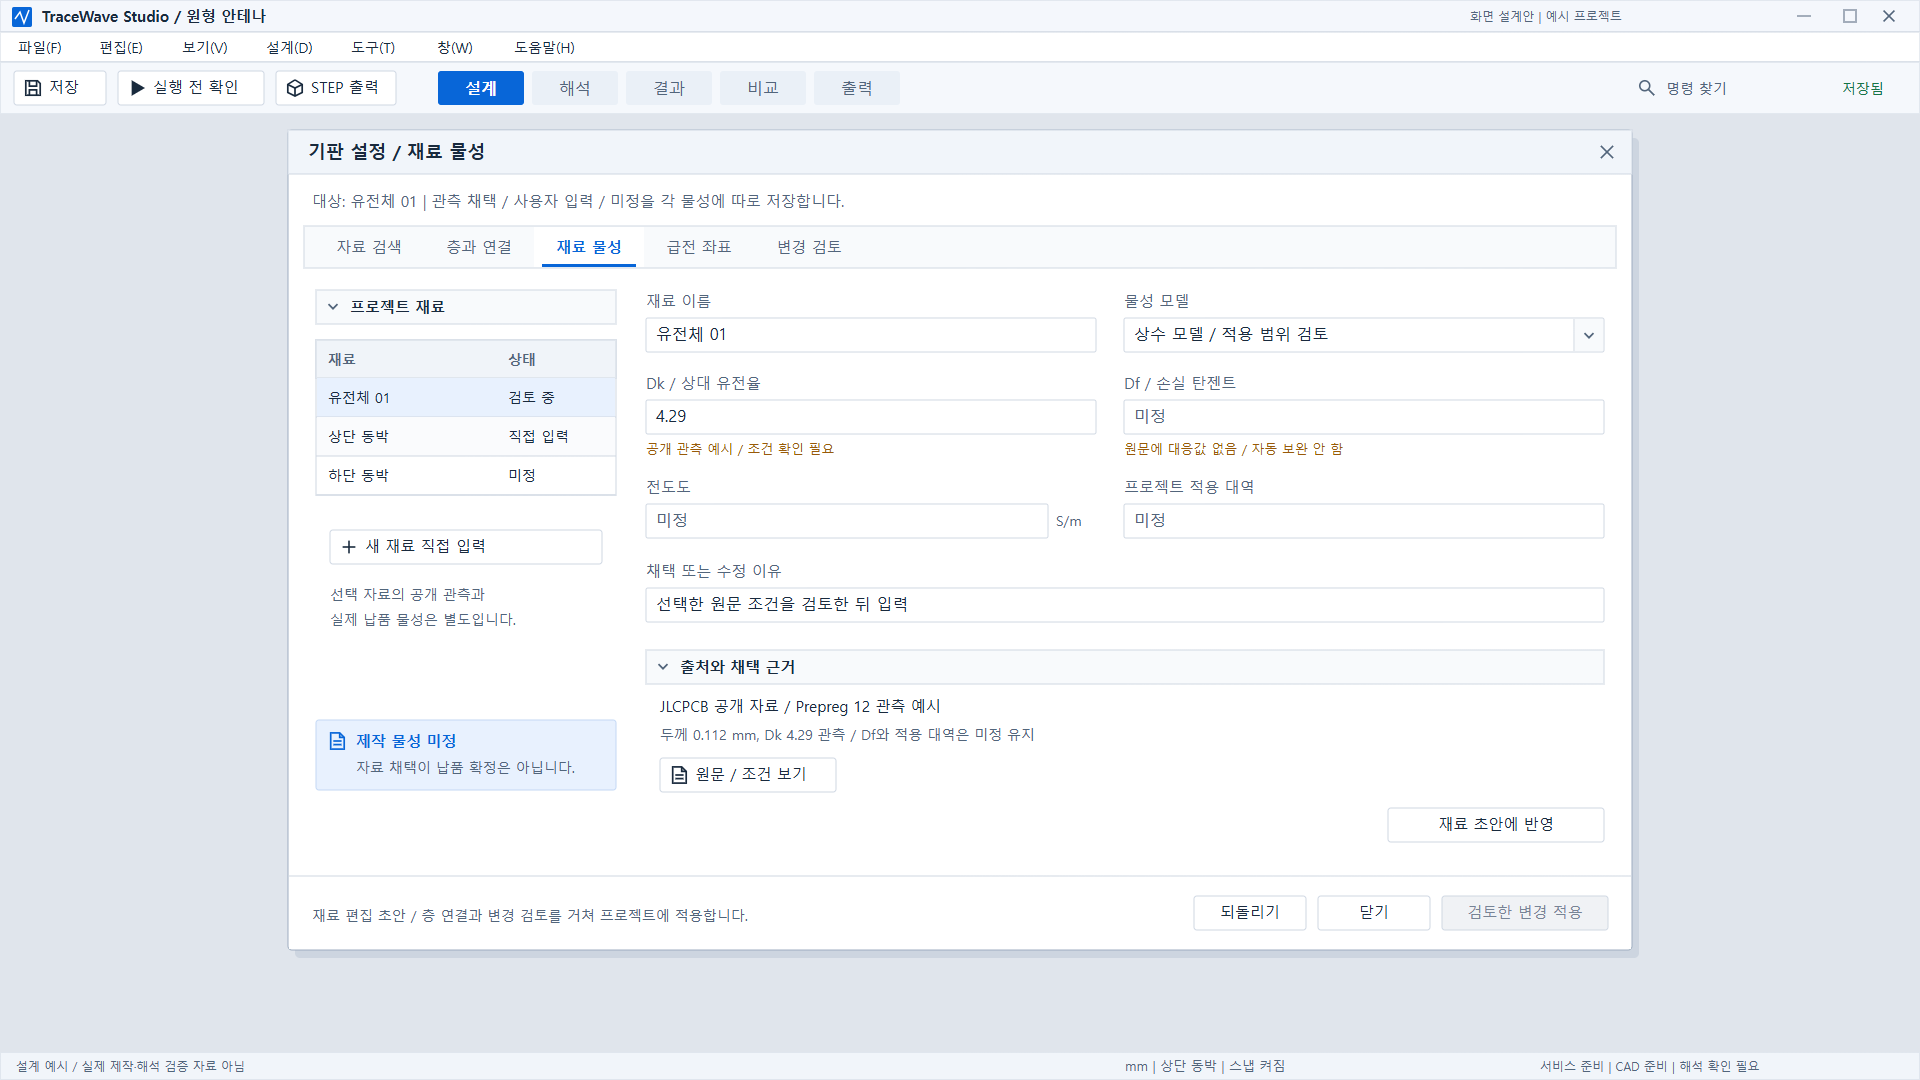 TraceWave Studio / 원형 안테나
화면 설계안 | 예시 프로젝트
파일(F) 편집(E) 보기(V) 설계(D) 도구(T) 창(W) 도움말(H)
저장 실행 전 확인 STEP 출력 설계 해석 결과 비교 출력 명령 찾기 저장됨
기판 설정 / 재료 물성
대상: 유전체 01 | 관측 채택 / 사용자 입력 / 미정을 각 물성에 따로 저장합니다.
자료 검색 층과 연결 재료 물성 급전 좌표 변경 검토
프로젝트 재료
재료 상태
유전체 01 검토 중
상단 동박 직접 입력
하단 동박 미정
새 재료 직접 입력
선택 자료의 공개 관측과
실제 납품 물성은 별도입니다.
제작 물성 미정
자료 채택이 납품 확정은 아닙니다.
재료 이름
유전체 01
물성 모델
상수 모델 / 적용 범위 검토
Dk / 상대 유전율
4.29
공개 관측 예시 / 조건 확인 필요
Df / 손실 탄젠트
미정
원문에 대응값 없음 / 자동 보완 안 함
전도도
미정 S/m
프로젝트 적용 대역
미정
채택 또는 수정 이유
선택한 원문 조건을 검토한 뒤 입력
출처와 채택 근거
JLCPCB 공개 자료 / Prepreg 12 관측 예시
두께 0.112 mm, Dk 4.29 관측 / Df와 적용 대역은 미정 유지
원문 / 조건 보기
재료 초안에 반영
재료 편집 초안 / 층 연결과 변경 검토를 거쳐 프로젝트에 적용합니다.
되돌리기 닫기 검토한 변경 적용
설계 예시 / 실제 제작·해석 검증 자료 아님
mm | 상단 동박 | 스냅 켜짐
서비스 준비 | CAD 준비 | 해석 확인 필요